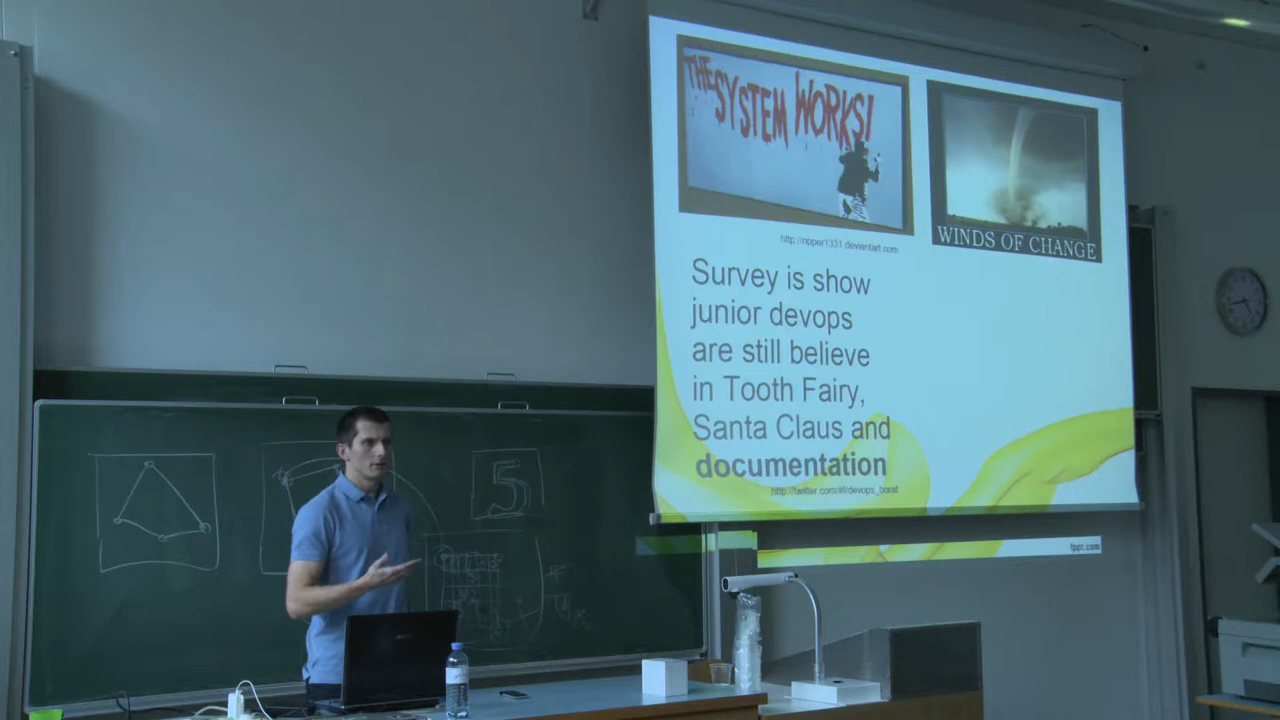 THE SYSTEM WORKS!
WINDS OF CHANGE
http://ripper1331.deviantart.com
Survey is show
junior devops
are still believe
in Tooth Fairy,
Santa Claus and
documentation
http://twitter.com/#!/devops_borat
fppt.com
5